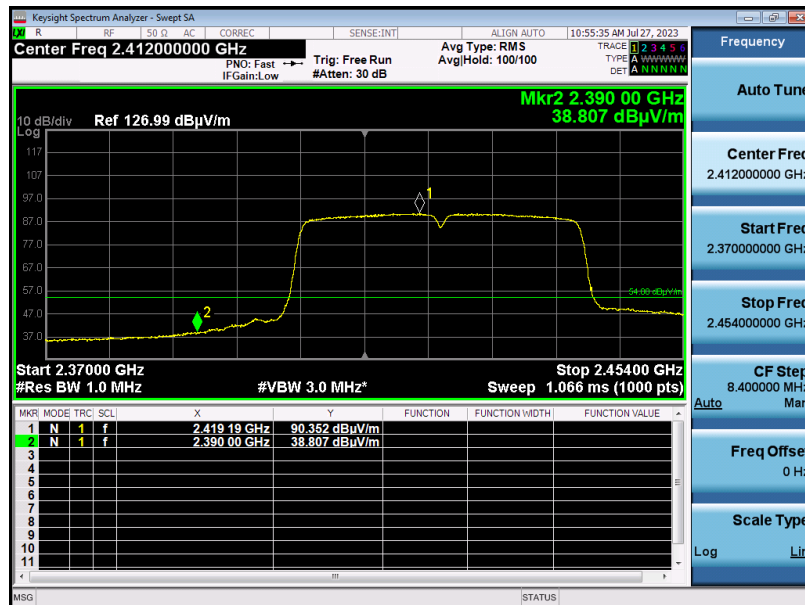 Keysight Spectrum Analyzer - Swept SA
LXI R RF 50 Ω AC CORREC SENSE:INT ALIGN AUTO 10:55:35 AM Jul 27, 2023
Center Freq 2.412000000 GHz
PNO: Fast
IFGain:Low
Trig: Free Run
#Atten: 30 dB
Avg Type: RMS
Avg|Hold: 100/100
TRACE 1 2 3 4 5 6
TYPE A W W W W W
DET A N N N N N
Mkr2 2.390 00 GHz
38.807 dBµV/m
10 dB/div Ref 126.99 dBµV/m
Log
117
107
97.0
87.0
77.0
67.0
57.0
47.0
37.0
1
2
54.00 dBµV/m
Start 2.37000 GHz Stop 2.45400 GHz
#Res BW 1.0 MHz #VBW 3.0 MHz* Sweep 1.066 ms (1000 pts)
MKR MODE TRC SCL X Y FUNCTION FUNCTION WIDTH FUNCTION VALUE
1 N 1 f 2.419 19 GHz 90.352 dBµV/m
2 N 1 f 2.390 00 GHz 38.807 dBµV/m
3
4
5
6
7
8
9
10
11
MSG STATUS
Frequency
Auto Tune
Center Freq
2.412000000 GHz
Start Freq
2.370000000 GHz
Stop Freq
2.454000000 GHz
CF Step
8.400000 MHz
Auto Man
Freq Offset
0 Hz
Scale Type
Log Lin